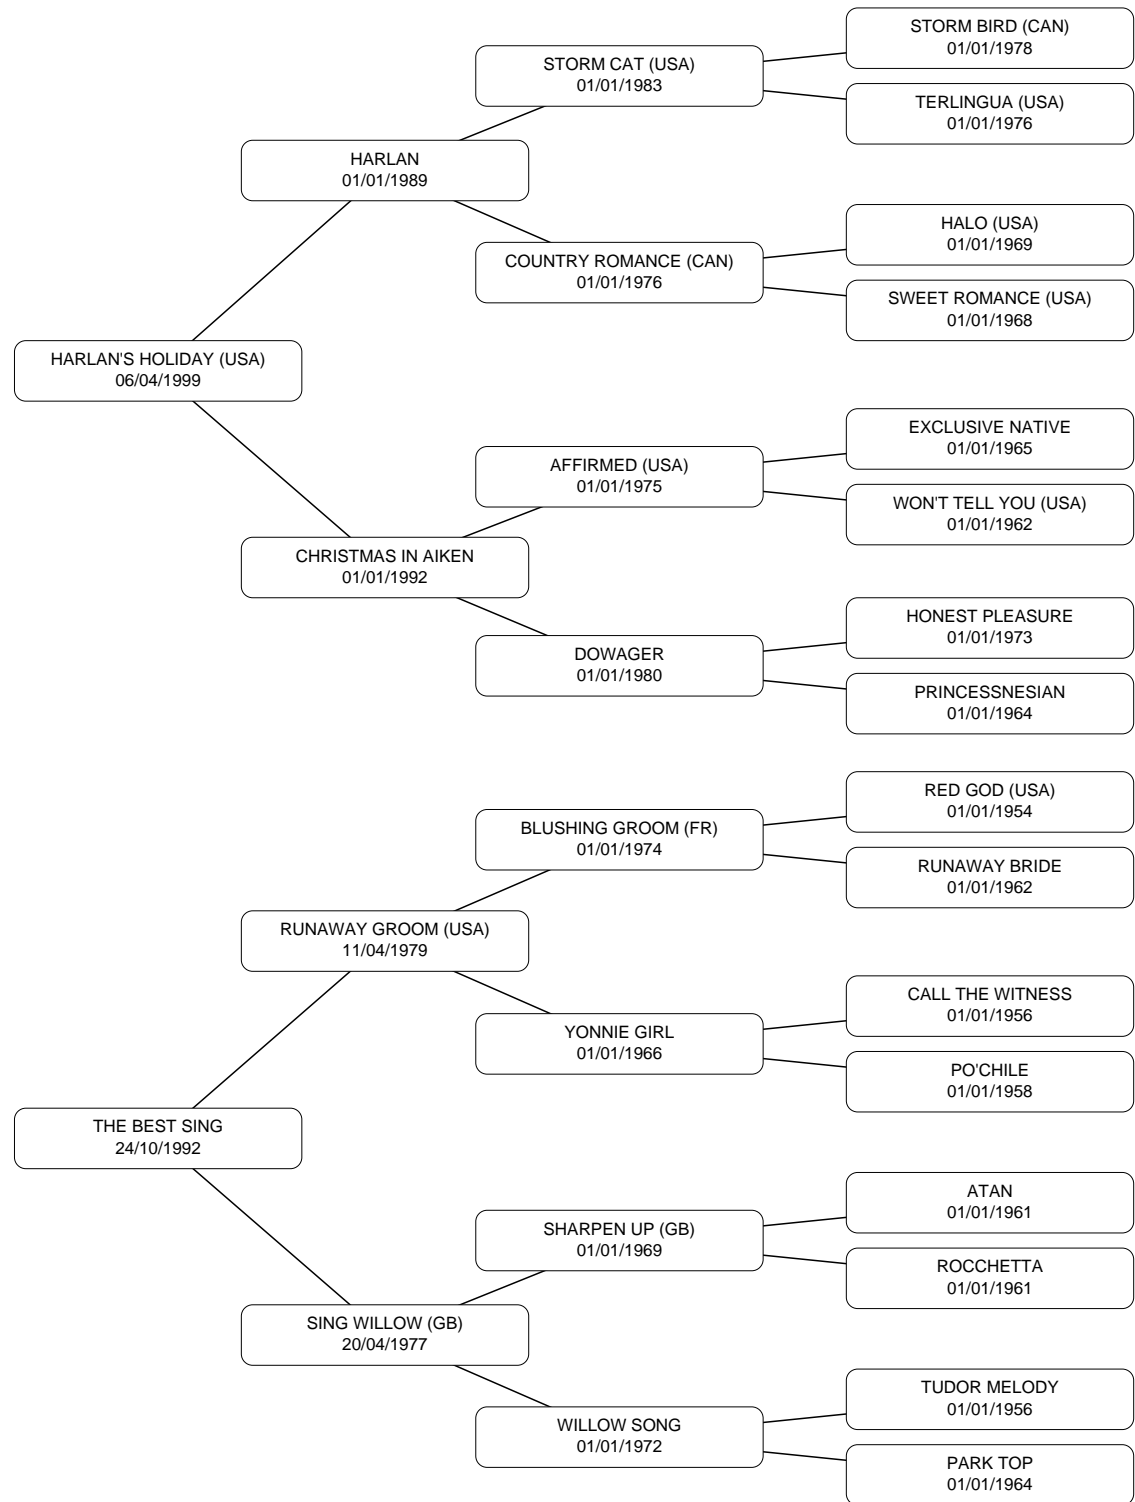 STORM BIRD (CAN)
01/01/1978
STORM CAT (USA)
01/01/1983
TERLINGUA (USA)
01/01/1976
HARLAN
01/01/1989
HALO (USA)
01/01/1969
COUNTRY ROMANCE (CAN)
01/01/1976
SWEET ROMANCE (USA)
01/01/1968
HARLAN'S HOLIDAY (USA)
06/04/1999
EXCLUSIVE NATIVE
01/01/1965
AFFIRMED (USA)
01/01/1975
WON'T TELL YOU (USA)
01/01/1962
CHRISTMAS IN AIKEN
01/01/1992
HONEST PLEASURE
01/01/1973
DOWAGER
01/01/1980
PRINCESSNESIAN
01/01/1964
RED GOD (USA)
01/01/1954
BLUSHING GROOM (FR)
01/01/1974
RUNAWAY BRIDE
01/01/1962
RUNAWAY GROOM (USA)
11/04/1979
CALL THE WITNESS
01/01/1956
YONNIE GIRL
01/01/1966
PO'CHILE
01/01/1958
THE BEST SING
24/10/1992
ATAN
01/01/1961
SHARPEN UP (GB)
01/01/1969
ROCCHETTA
01/01/1961
SING WILLOW (GB)
20/04/1977
TUDOR MELODY
01/01/1956
WILLOW SONG
01/01/1972
PARK TOP
01/01/1964